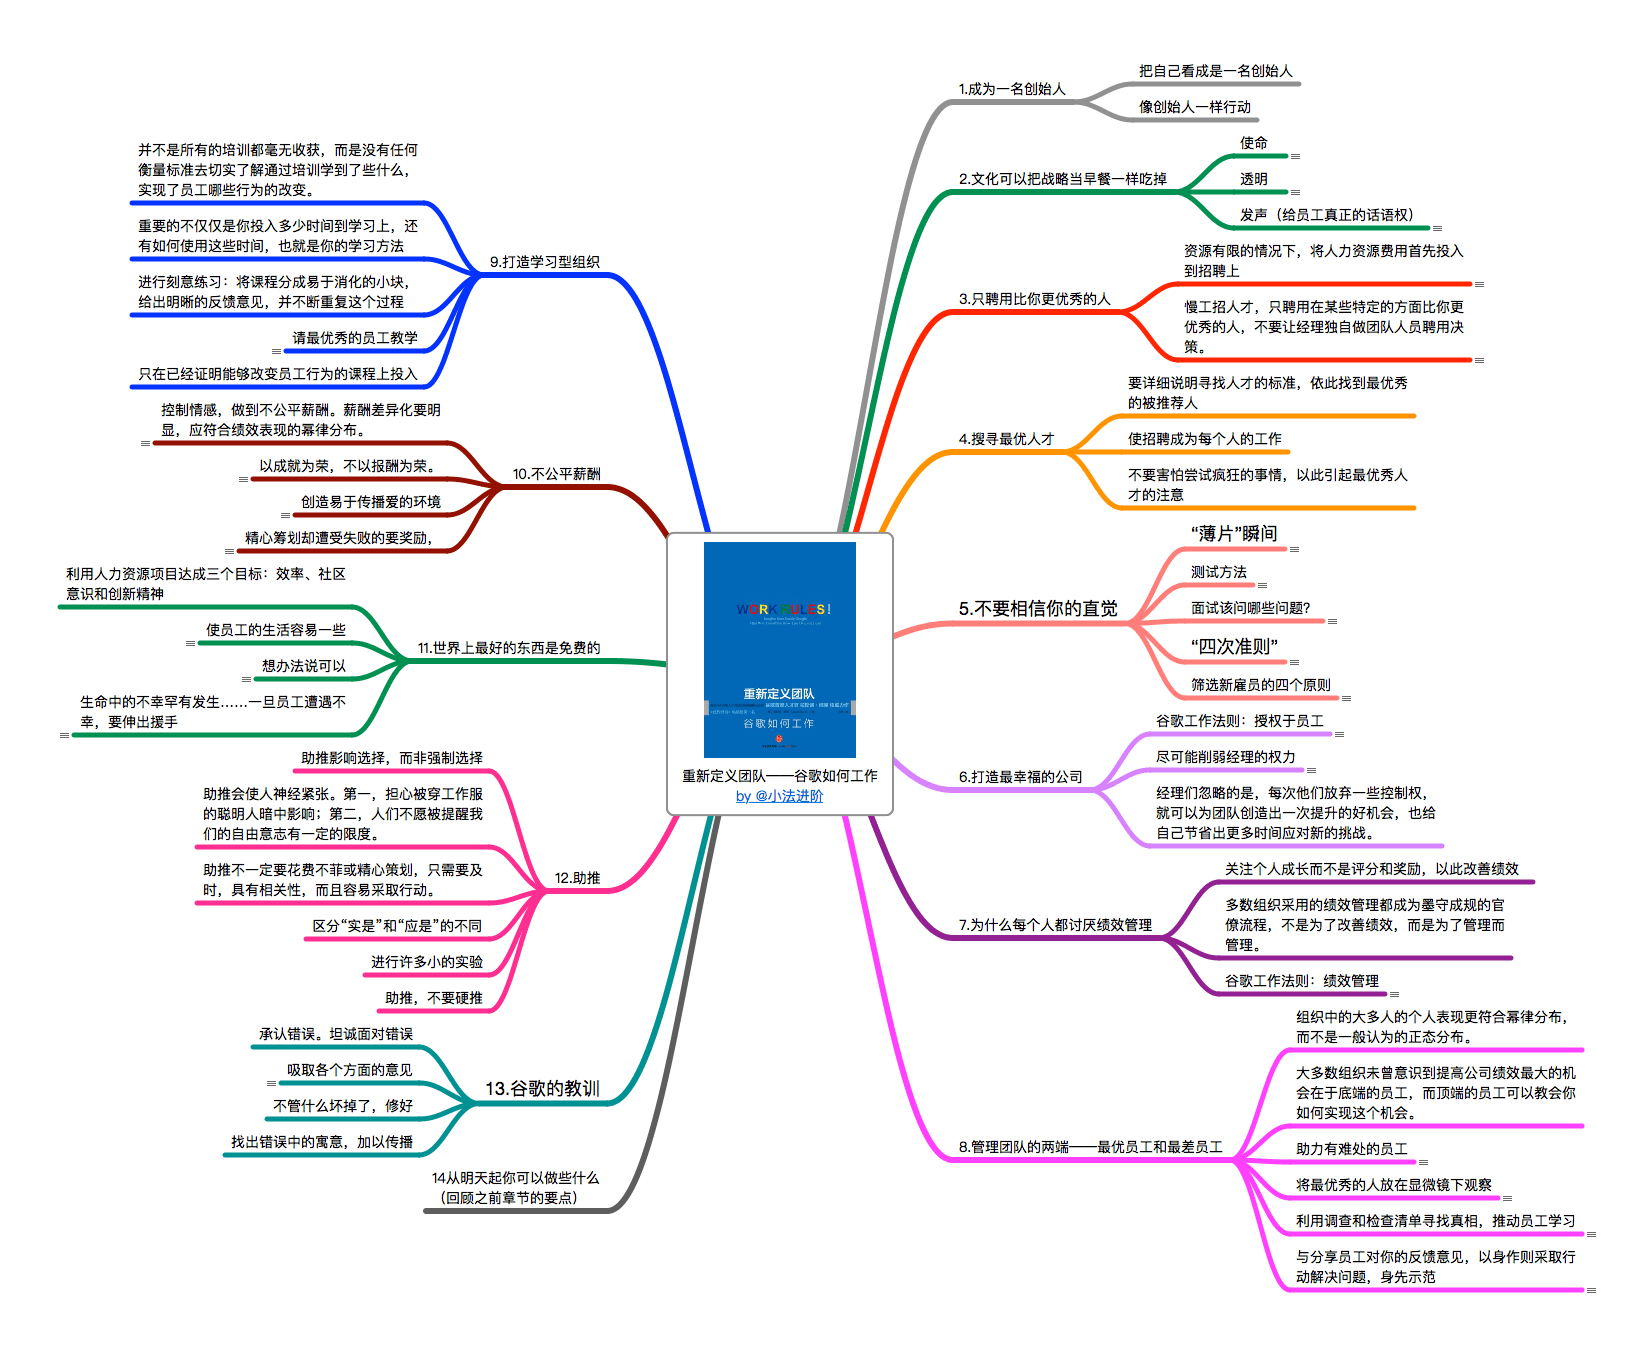 WORK RULES!
重新定义团队
谷歌如何工作
重新定义团队——谷歌如何工作
by @小法进阶
1.成为一名创始人
把自己看成是一名创始人
像创始人一样行动
2.文化可以把战略当早餐一样吃掉
使命
透明
发声（给员工真正的话语权）
3.只聘用比你更优秀的人
资源有限的情况下，将人力资源费用首先投入
到招聘上
慢工招人才，只聘用在某些特定的方面比你更
优秀的人，不要让经理独自做团队人员聘用决
策。
4.搜寻最优人才
要详细说明寻找人才的标准，依此找到最优秀
的被推荐人
使招聘成为每个人的工作
不要害怕尝试疯狂的事情，以此引起最优秀人
才的注意
5.不要相信你的直觉
“薄片”瞬间
测试方法
面试该问哪些问题?
“四次准则”
筛选新雇员的四个原则
6.打造最幸福的公司
谷歌工作法则：授权于员工
尽可能削弱经理的权力
经理们忽略的是，每次他们放弃一些控制权，
就可以为团队创造出一次提升的好机会，也给
自己节省出更多时间应对新的挑战。
7.为什么每个人都讨厌绩效管理
关注个人成长而不是评分和奖励，以此改善绩效
多数组织采用的绩效管理都成为墨守成规的官
僚流程，不是为了改善绩效，而是为了管理而
管理。
谷歌工作法则：绩效管理
8.管理团队的两端——最优员工和最差员工
组织中的大多人的个人表现更符合幂律分布，
而不是一般认为的正态分布。
大多数组织未曾意识到提高公司绩效最大的机
会在于底端的员工，而顶端的员工可以教会你
如何实现这个机会。
助力有难处的员工
将最优秀的人放在显微镜下观察
利用调查和检查清单寻找真相，推动员工学习
与分享员工对你的反馈意见，以身作则采取行
动解决问题，身先示范
9.打造学习型组织
并不是所有的培训都毫无收获，而是没有任何
衡量标准去切实了解通过培训学到了些什么，
实现了员工哪些行为的改变。
重要的不仅仅是你投入多少时间到学习上，还
有如何使用这些时间，也就是你的学习方法
进行刻意练习：将课程分成易于消化的小块，
给出明晰的反馈意见，并不断重复这个过程
请最优秀的员工教学
只在已经证明能够改变员工行为的课程上投入
10.不公平薪酬
控制情感，做到不公平薪酬。薪酬差异化要明
显，应符合绩效表现的幂律分布。
以成就为荣，不以报酬为荣。
创造易于传播爱的环境
精心筹划却遭受失败的要奖励，
11.世界上最好的东西是免费的
利用人力资源项目达成三个目标：效率、社区
意识和创新精神
使员工的生活容易一些
想办法说可以
生命中的不幸罕有发生……一旦员工遭遇不
幸，要伸出援手
12.助推
助推影响选择，而非强制选择
助推会使人神经紧张。第一，担心被穿工作服
的聪明人暗中影响；第二，人们不愿被提醒我
们的自由意志有一定的限度。
助推不一定要花费不菲或精心策划，只需要及
时，具有相关性，而且容易采取行动。
区分“实是”和“应是”的不同
进行许多小的实验
助推，不要硬推
13.谷歌的教训
承认错误。坦诚面对错误
吸取各个方面的意见
不管什么坏掉了，修好
找出错误中的寓意，加以传播
14从明天起你可以做些什么
（回顾之前章节的要点）